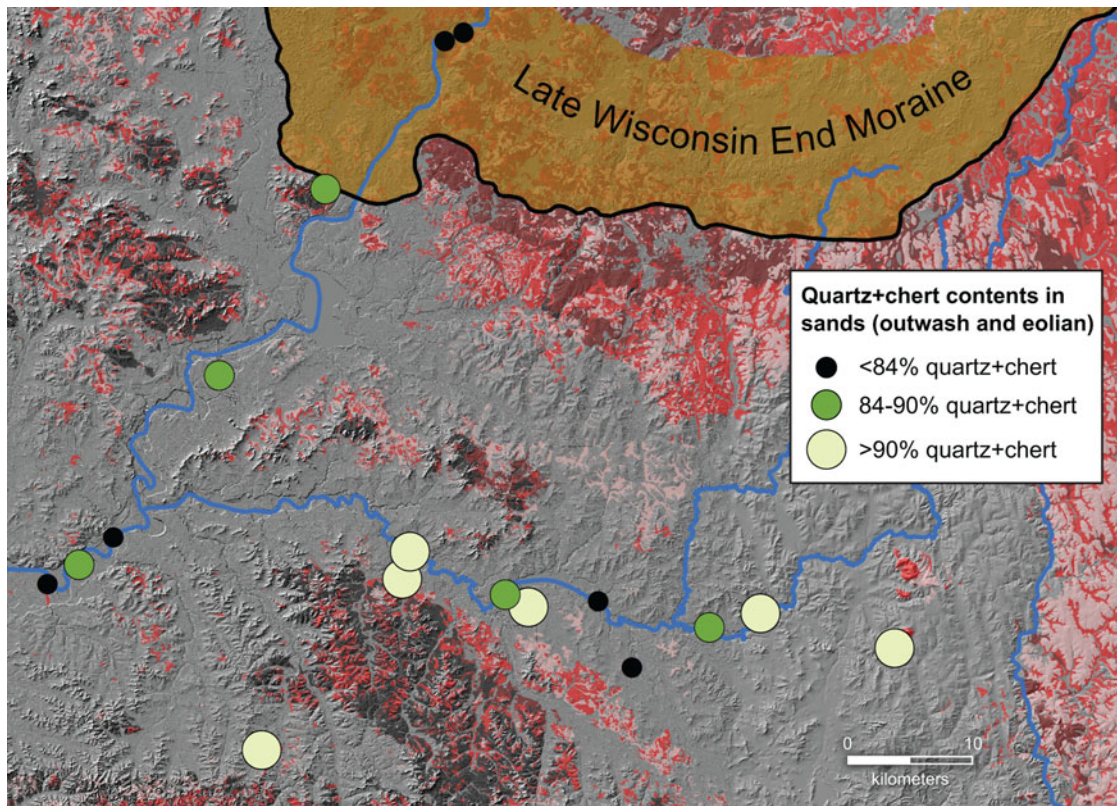 Late Wisconsin End Moraine
Quartz+chert contents in
sands (outwash and eolian)
<84% quartz+chert
84-90% quartz+chert
>90% quartz+chert
0 10
kilometers